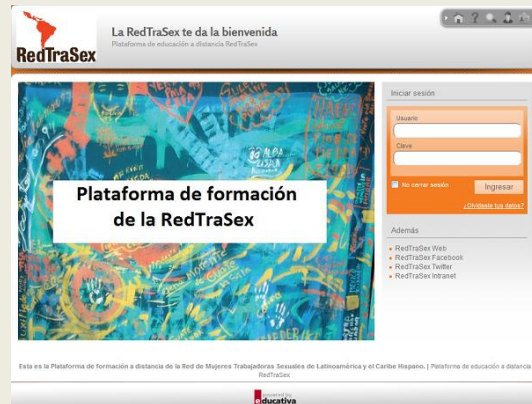 RedTraSex
La RedTraSex te da la bienvenida
Plataforma de educación a distancia RedTraSex
Plataforma de formación
de la RedTraSex
Iniciar sesión
Usuario
Clave
No cerrar sesión
Ingresar
¿Olvidaste tus datos?
Además
RedTraSex Web
RedTraSex Facebook
RedTraSex Twitter
RedTraSex Intranet
Esta es la Plataforma de formación a distancia de la Red de Mujeres Trabajadoras Sexuales de Latinoamérica y el Caribe Hispano. | Plataforma de educación a distancia
RedTraSex
powered by
educativa